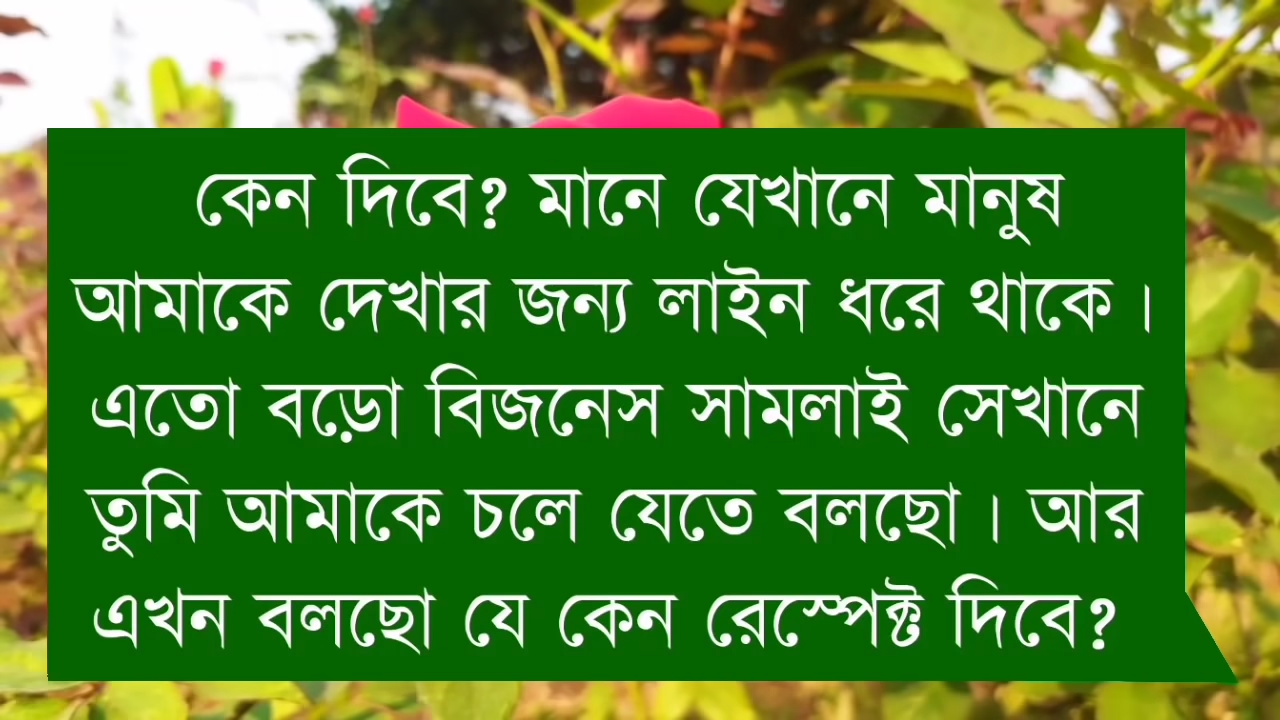 কেন দিবে? মানে যেখানে মানুষ
আমাকে দেখার জন্য লাইন ধরে থাকে।
এতো বড়ো বিজনেস সামলাই সেখানে
তুমি আমাকে চলে যেতে বলছো। আর
এখন বলছো যে কেন রেস্পেক্ট দিবে?